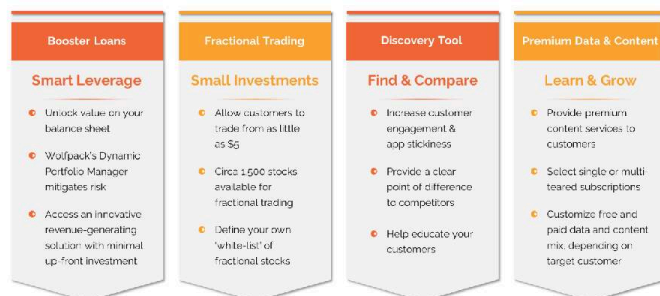 Booster Loans
Smart Leverage
Unlock value on your
balance sheet
Wolfpack's Dynamic
Portfolio Manager
mitigates risk
Access an innovative
revenue-generating
solution with minimal
up-front investment
Fractional Trading
Small Investments
Allow customers to
trade from as little
as $5
Circa 1,500 stocks
available for
fractional trading
Define your own
'white-list' of
fractional stocks
Discovery Tool
Find & Compare
Increase customer
engagement &
app stickiness
Provide a clear
point of difference
to competitors
Help educate your
customers
Premium Data & Content
Learn & Grow
Provide premium
content services to
customers
Select single or multi-
teared subscriptions
Customize free and
paid data and content
mix, depending on
target customer